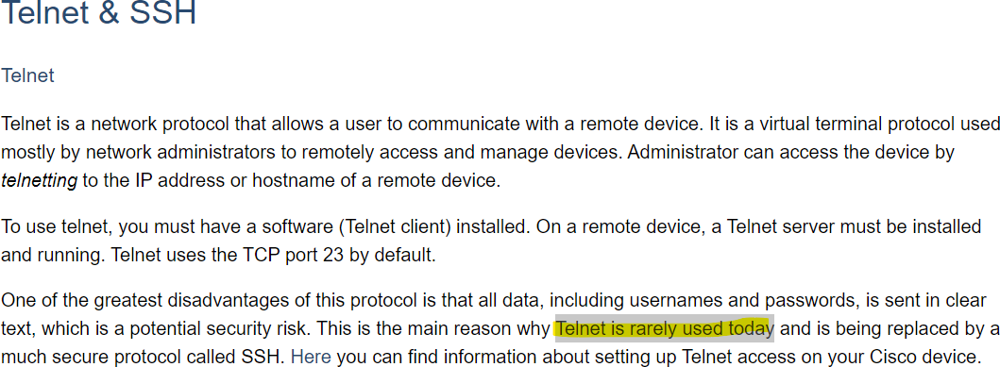 Telnet & SSH
Telnet
Telnet is a network protocol that allows a user to communicate with a remote device. It is a virtual terminal protocol used
mostly by network administrators to remotely access and manage devices. Administrator can access the device by
telnetting to the IP address or hostname of a remote device.
To use telnet, you must have a software (Telnet client) installed. On a remote device, a Telnet server must be installed
and running. Telnet uses the TCP port 23 by default.
One of the greatest disadvantages of this protocol is that all data, including usernames and passwords, is sent in clear
text, which is a potential security risk. This is the main reason why Telnet is rarely used today and is being replaced by a
much secure protocol called SSH. Here you can find information about setting up Telnet access on your Cisco device.